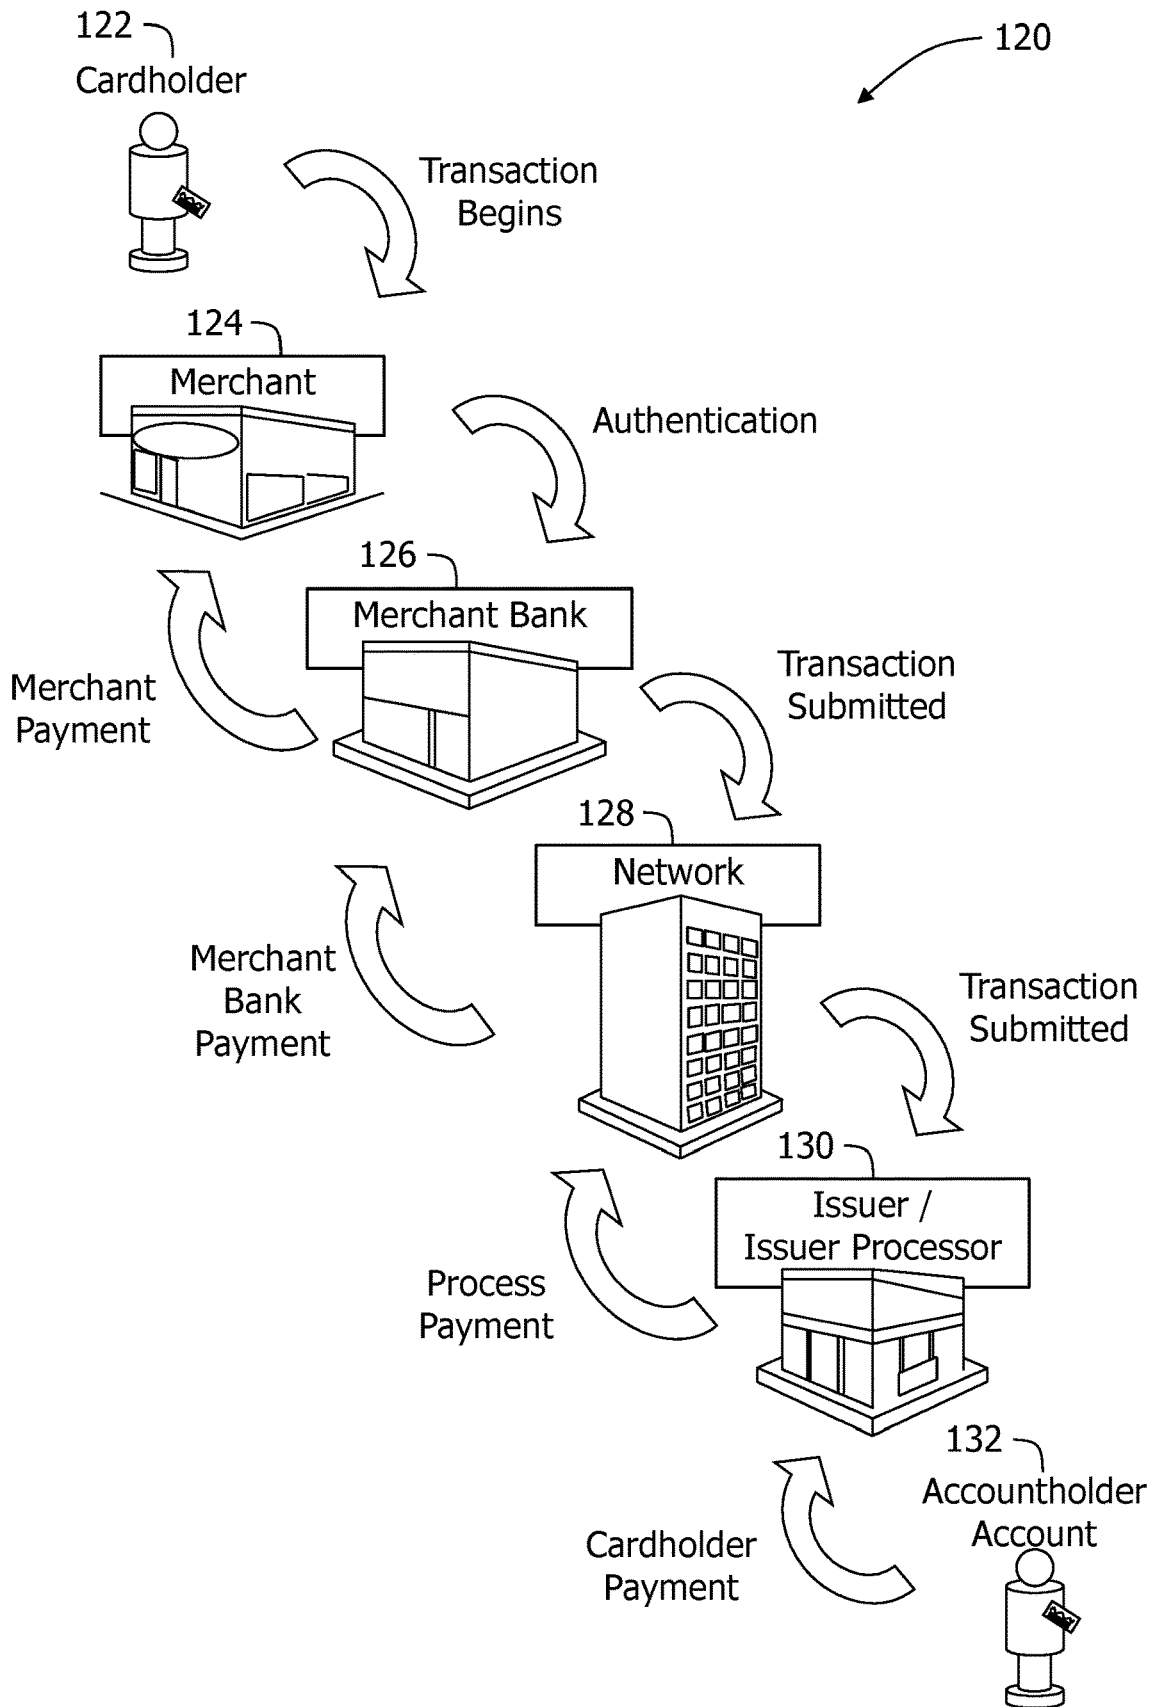 122
Cardholder
120
Transaction
Begins
124
Merchant
Authentication
126
Merchant Bank
Merchant
Payment
Transaction
Submitted
128
Network
Merchant
Bank
Payment
Transaction
Submitted
130
Issuer /
Issuer Processor
Process
Payment
132
Accountholder
Account
Cardholder
Payment